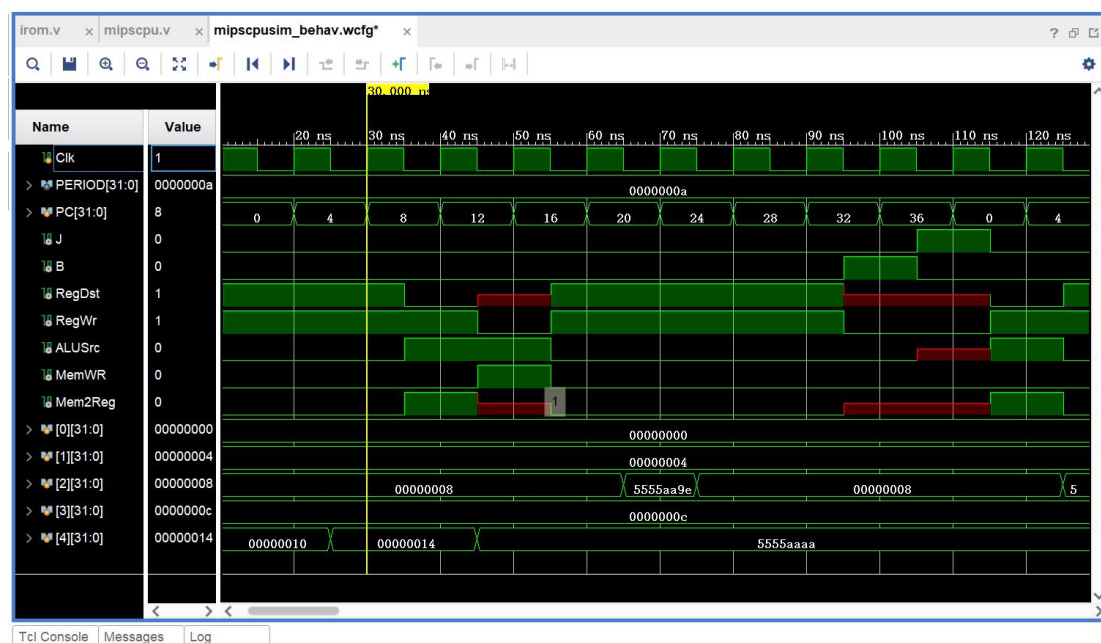 irom.v × mipscpu.v × mipscpusim_behav.wcfg* × ?
30.000 ns
Name Value
20 ns 30 ns 40 ns 50 ns 60 ns 70 ns 80 ns 90 ns 100 ns 110 ns 120 ns
Clk 1
PERIOD[31:0] 0000000a 0000000a
PC[31:0] 8 0 4 8 12 16 20 24 28 32 36 0 4
J 0
B 0
RegDst 1
RegWr 1
ALUSrc 0
MemWR 0
Mem2Reg 0 1
[0][31:0] 00000000 00000000
[1][31:0] 00000004 00000004
[2][31:0] 00000008 00000008 5555aa9e 00000008 5
[3][31:0] 0000000c 0000000c
[4][31:0] 00000014 00000010 00000014 5555aaaa
Tcl Console Messages Log